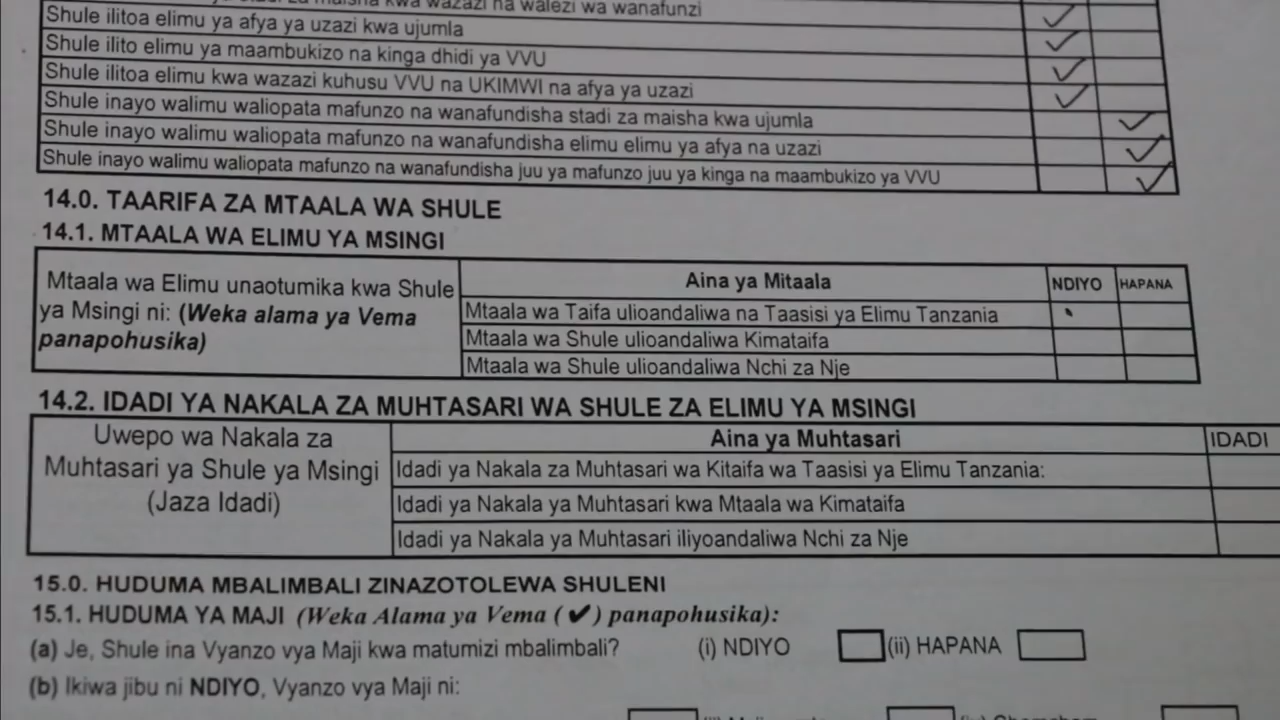 kwa wazazi na walezi wa wanafunzi
Shule ilitoa elimu ya afya ya uzazi kwa ujumla
Shule ilito elimu ya maambukizo na kinga dhidi ya VVU
Shule ilitoa elimu kwa wazazi kuhusu VVU na UKIMWI na afya ya uzazi
Shule inayo walimu waliopata mafunzo na wanafundisha stadi za maisha kwa ujumla
Shule inayo walimu waliopata mafunzo na wanafundisha elimu elimu ya afya na uzazi
Shule inayo walimu waliopata mafunzo na wanafundisha juu ya mafunzo juu ya kinga na maambukizo ya VVU
14.0. TAARIFA ZA MTAALA WA SHULE
14.1. MTAALA WA ELIMU YA MSINGI
Mtaala wa Elimu unaotumika kwa Shule
ya Msingi ni: (Weka alama ya Vema
panapohusika)
Aina ya Mitaala NDIYO HAPANA
Mtaala wa Taifa ulioandaliwa na Taasisi ya Elimu Tanzania
Mtaala wa Shule ulioandaliwa Kimataifa
Mtaala wa Shule ulioandaliwa Nchi za Nje
14.2. IDADI YA NAKALA ZA MUHTASARI WA SHULE ZA ELIMU YA MSINGI
Uwepo wa Nakala za
Muhtasari ya Shule ya Msingi
(Jaza Idadi)
Aina ya Muhtasari IDADI
Idadi ya Nakala za Muhtasari wa Kitaifa wa Taasisi ya Elimu Tanzania:
Idadi ya Nakala ya Muhtasari kwa Mtaala wa Kimataifa
Idadi ya Nakala ya Muhtasari iliyoandaliwa Nchi za Nje
15.0. HUDUMA MBALIMBALI ZINAZOTOLEWA SHULENI
15.1. HUDUMA YA MAJI (Weka Alama ya Vema (✔) panapohusika):
(a) Je, Shule ina Vyanzo vya Maji kwa matumizi mbalimbali? (i) NDIYO (ii) HAPANA
(b) Ikiwa jibu ni NDIYO, Vyanzo vya Maji ni: